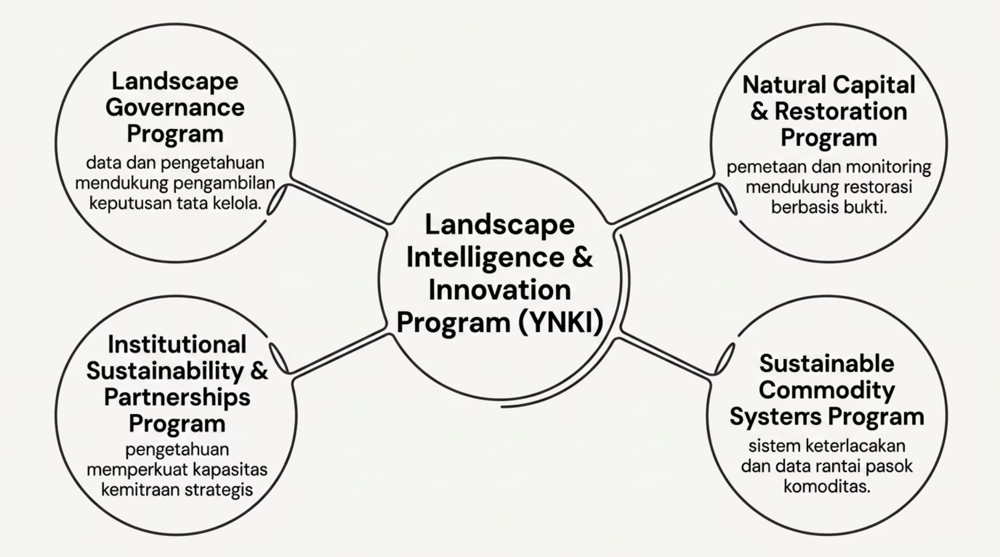 Landscape
Governance
Program
data dan pengetahuan
mendukung pengambilan
keputusan tata kelola.
Natural Capital
& Restoration
Program
pemetaan dan monitoring
mendukung restorasi
berbasis bukti.
Landscape
Intelligence &
Innovation
Program (YNKI)
Institutional
Sustainability &
Partnerships
Program
pengetahuan
memperkuat kapasitas
kemitraan strategis
Sustainable
Commodity
Systems Program
sistem keterlacakan
dan data rantai pasok
komoditas.